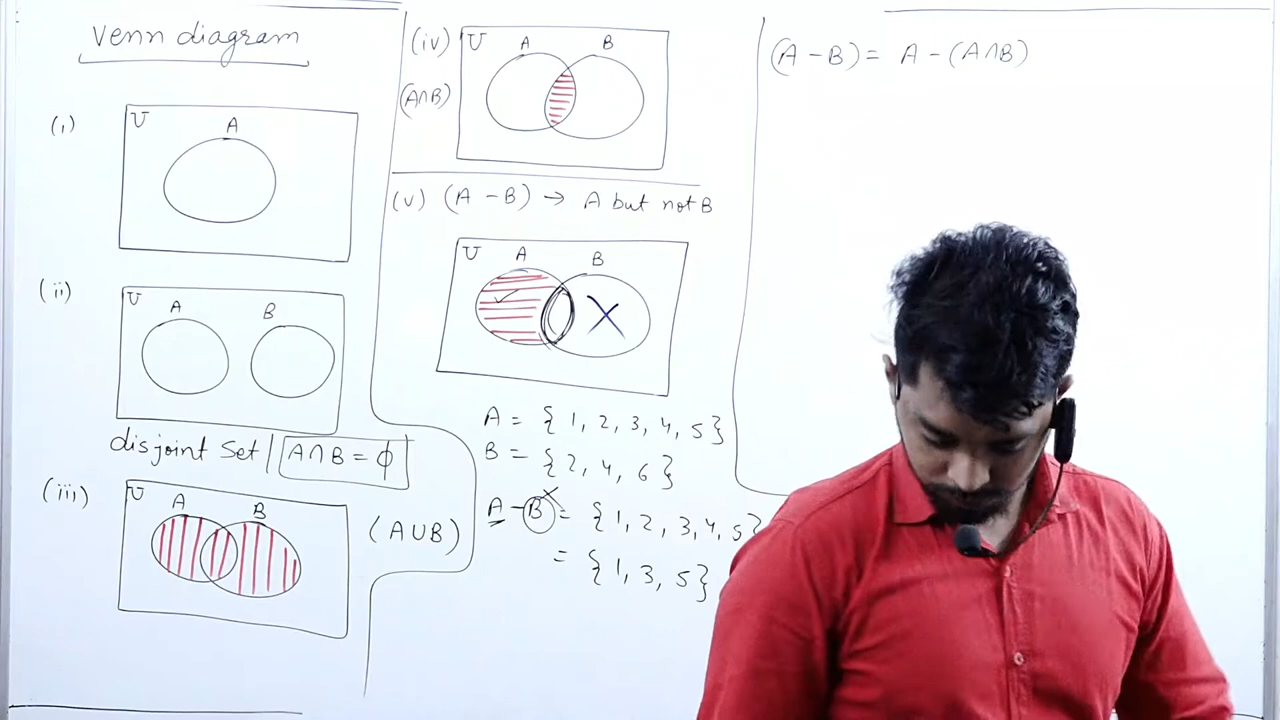 Venn diagram
(i)
U
A
(ii)
U
A B
disjoint Set | A∩B = ϕ
(iii)
U
A B
(A∪B)
(iv)
U
A B
(A∩B)
(v) (A - B) → A but not B
U
A B
A = {1, 2, 3, 4, 5}
B = {2, 4, 6}
A - B = {1, 2, 3, 4, 5}
= {1, 3, 5}
(A - B) = A - (A∩B)